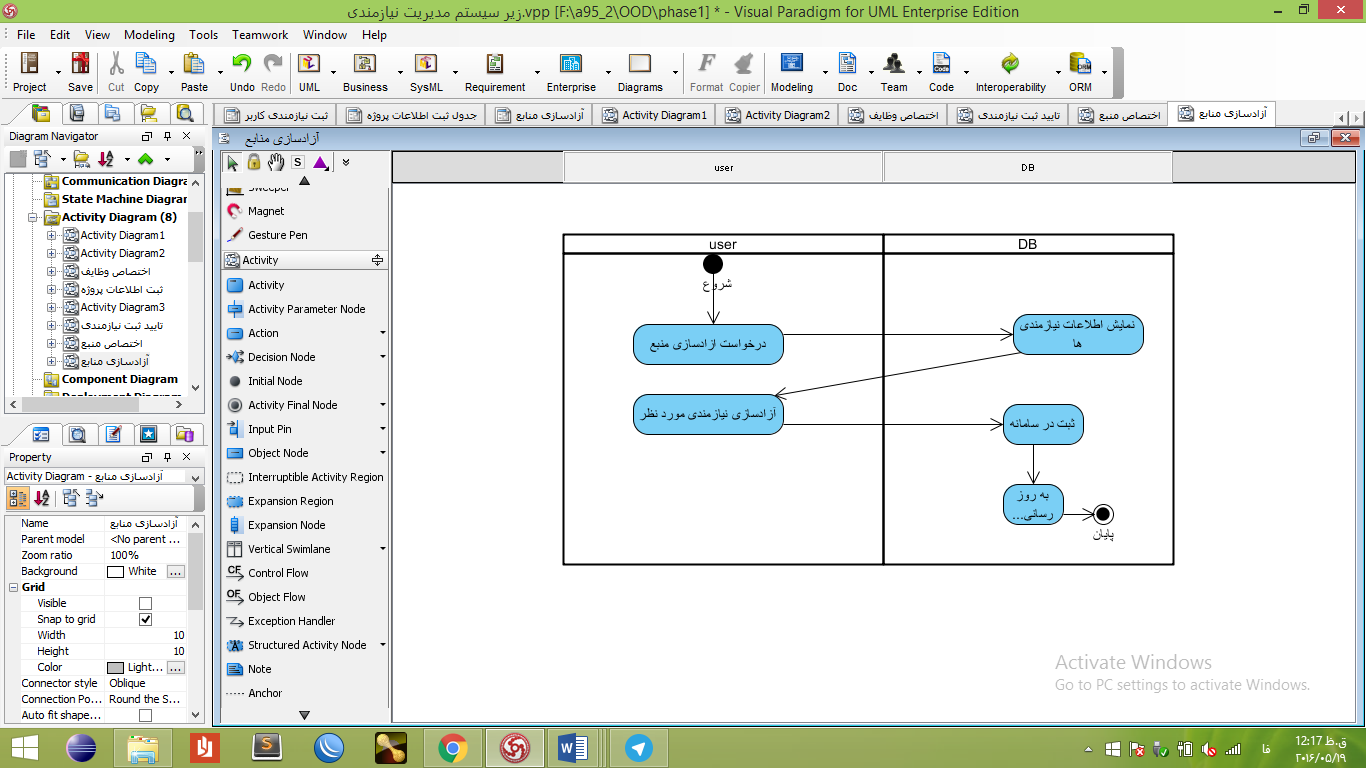 زیر سیستم مدیریت نیازمندی.vpp [F:\a95_2\OOD\phase1] * - Visual Paradigm for UML Enterprise Edition
File Edit View Modeling Tools Teamwork Window Help
Project Save Cut Copy Paste Undo Redo UML Business SysML Requirement Enterprise Diagrams Format Copier Modeling Doc Team Code Interoperability ORM
ثبت نیازمندی کاربر
جدول ثبت اطلاعات پروژه
آزادسازی منابع
Activity Diagram1
Activity Diagram2
اختصاص وظایف
تایید ثبت نیازمندی
اختصاص منبع
آزادسازی منابع
Diagram Navigator
Communication Diagra
State Machine Diagrar
Activity Diagram (8)
Activity Diagram1
Activity Diagram2
اختصاص وظایف
ثبت اطلاعات پروژه
Activity Diagram3
تایید ثبت نیازمندی
اختصاص منبع
آزادسازی منابع
Component Diagram
Property
Activity Diagram - آزادسازی منابع
Name آزادسازی منابع
Parent model <No parent ...
Zoom ratio 100%
Background White ...
Grid
Visible
Snap to grid
Width 10
Height 10
Color Light... ...
Connector style Oblique
Connection Po... Round the S...
Auto fit shape...
آزادسازی منابع
S
Sweeper
Magnet
Gesture Pen
Activity
Activity
Activity Parameter Node
Action
Decision Node
Initial Node
Activity Final Node
Input Pin
Object Node
Interruptible Activity Region
Expansion Region
Expansion Node
Vertical Swimlane
CF Control Flow
OF Object Flow
Exception Handler
Structured Activity Node
Note
Anchor
user DB
user DB
شروع
درخواست ازادسازی منبع
نمایش اطلاعات نیازمندی
ها
آزادسازی نیازمندی مورد نظر
ثبت در سامانه
به روز
رسانی...
پایان
Activate Windows
Go to PC settings to activate Windows.
فا
12:17 ق.ظ
۲۰۱۶/۰۵/۱۹